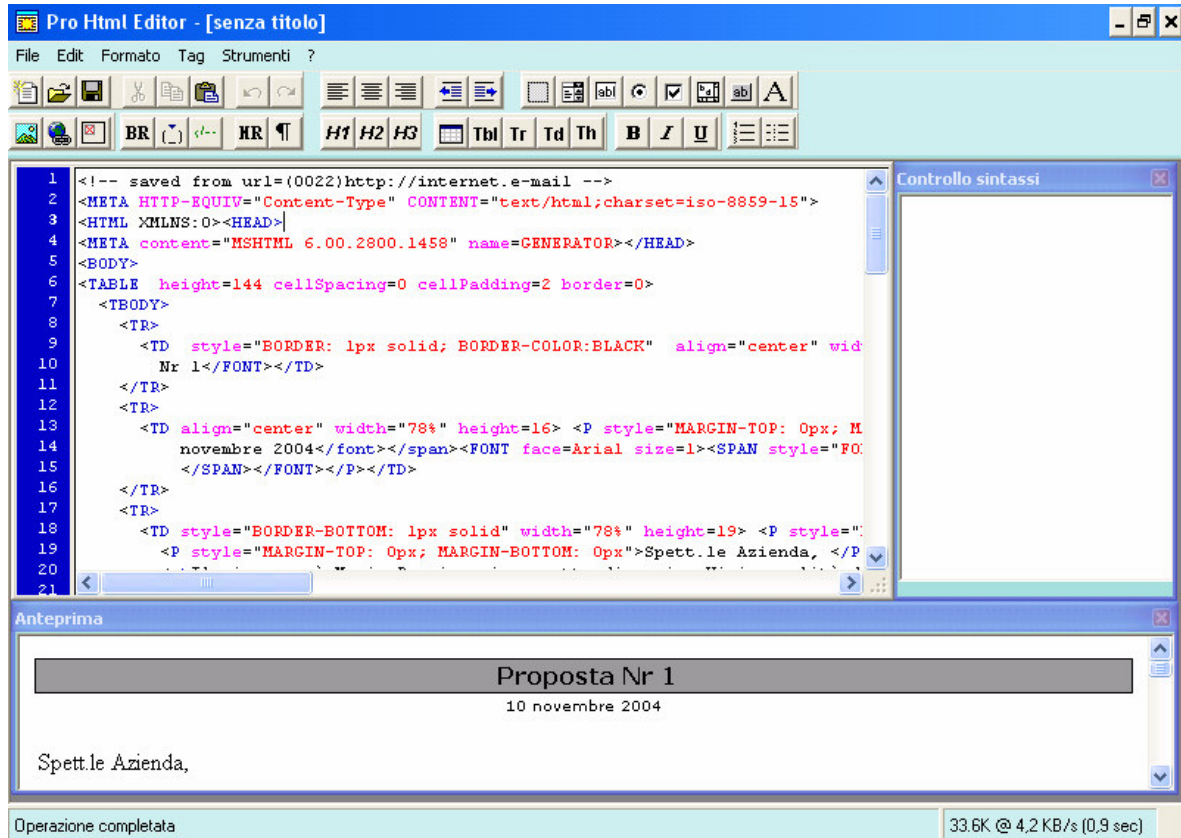 Pro Html Editor - [senza titolo]
File Edit Formato Tag Strumenti ?
abl ab A
BR HR ¶ H1 H2 H3 Tbl Tr Td Th B I U
1 <!-- saved from url=(0022)http://internet.e-mail -->
2 <META HTTP-EQUIV="Content-Type" CONTENT="text/html;charset=iso-8859-15">
3 <HTML XMLNS:O><HEAD>
4 <META content="MSHTML 6.00.2800.1458" name=GENERATOR></HEAD>
5 <BODY>
6 <TABLE height=144 cellSpacing=0 cellPadding=2 border=0>
7 <TBODY>
8 <TR>
9 <TD style="BORDER: 1px solid; BORDER-COLOR:BLACK" align="center" wid
10 Nr 1</FONT></TD>
11 </TR>
12 <TR>
13 <TD align="center" width="78%" height=16> <P style="MARGIN-TOP: 0px; M
14 novembre 2004</font></span><FONT face=Arial size=1><SPAN style="FO
15 </SPAN></FONT></P></TD>
16 </TR>
17 <TR>
18 <TD style="BORDER-BOTTOM: 1px solid" width="78%" height=19> <P style="
19 <P style="MARGIN-TOP: 0px; MARGIN-BOTTOM: 0px">Spett.le Azienda, </P
20
21
Controllo sintassi
Anteprima
Proposta Nr 1
10 novembre 2004
Spett.le Azienda,
Operazione completata
33.6K @ 4,2 KB/s (0,9 sec)